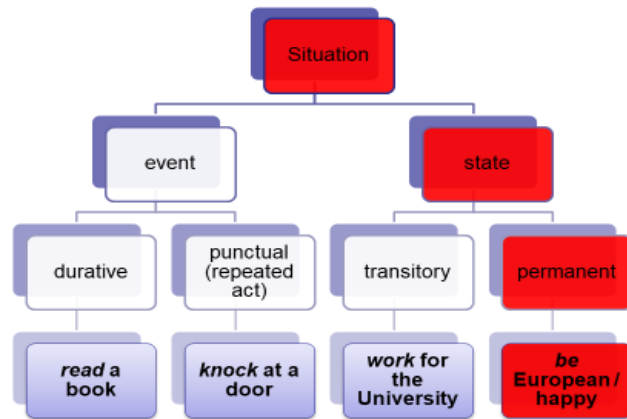 Situation
event
state
durative
punctual
(repeated
act)
transitory
permanent
read a
book
knock at a
door
work for
the
University
be
European /
happy